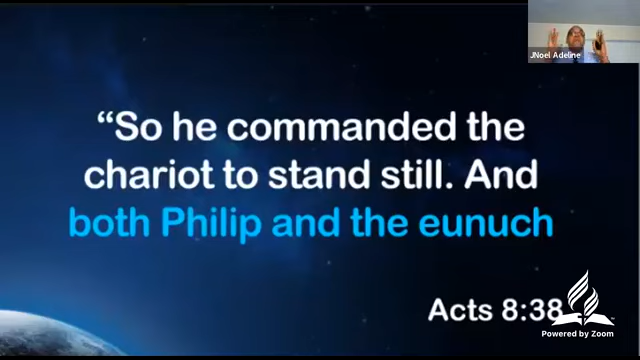 JNoel Adeline
“So he commanded the
chariot to stand still. And
both Philip and the eunuch
Acts 8:38
Powered by Zoom